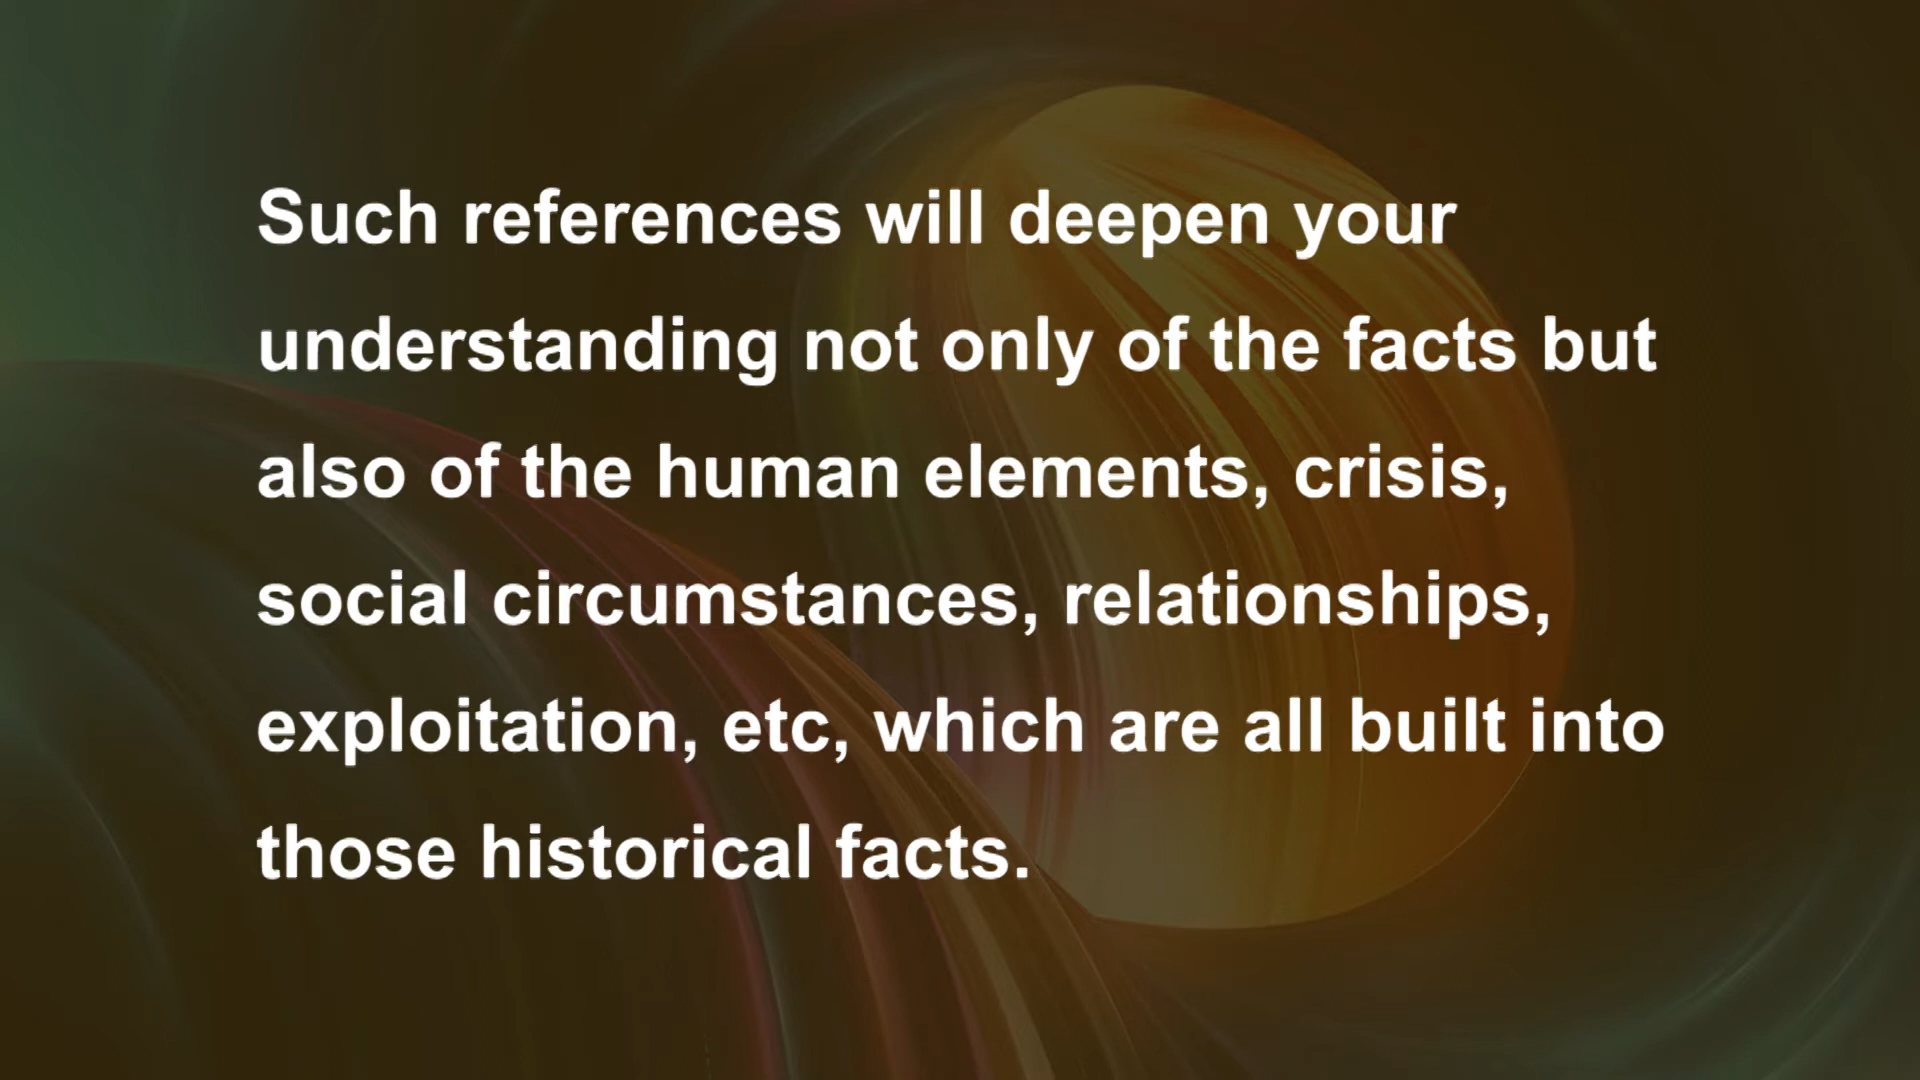 Such references will deepen your
understanding not only of the facts but
also of the human elements, crisis,
social circumstances, relationships,
exploitation, etc, which are all built into
those historical facts.